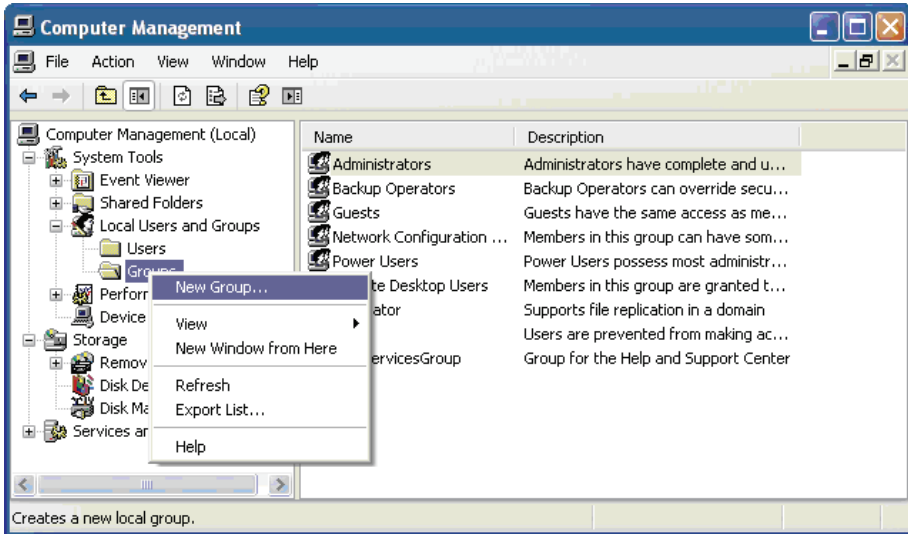 Computer Management
File Action View Window Help
Computer Management (Local)
System Tools
Event Viewer
Shared Folders
Local Users and Groups
Users
Groups
Perfor
Device
Storage
Remov
Disk De
Disk Ma
Services ar
New Group...
View
New Window from Here
Refresh
Export List...
Help
Name Description
Administrators Administrators have complete and u...
Backup Operators Backup Operators can override secu...
Guests Guests have the same access as me...
Network Configuration ... Members in this group can have som...
Power Users Power Users possess most administr...
te Desktop Users Members in this group are granted t...
ator Supports file replication in a domain
Users are prevented from making ac...
ervicesGroup Group for the Help and Support Center
Creates a new local group.